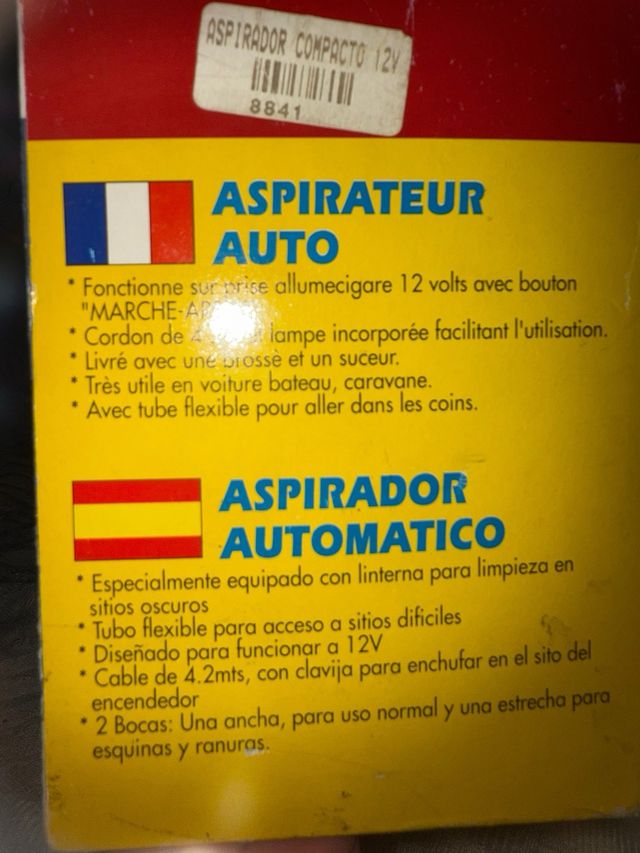 ASPIRADOR COMPACTO 12V
8841
ASPIRATEUR
AUTO
* Fonctionne sur prise allumecigare 12 volts avec bouton
"MARCHE-
* Cordon de lampe incorporée facilitant l'utilisation.
* Livré avec une brosse et un suceur.
* Très utile en voiture bateau, caravane.
* Avec tube flexible pour aller dans les coins.
ASPIRADOR
AUTOMATICO
* Especialmente equipado con linterna para limpieza en
sitios oscuros
* Tubo flexible para acceso a sitios dificiles
* Diseñado para funcionar a 12V
* Cable de 4.2mts, con clavija para enchufar en el sito del
encendedor
* 2 Bocas: Una ancha, para uso normal y una estrecha para
esquinas y ranuras.